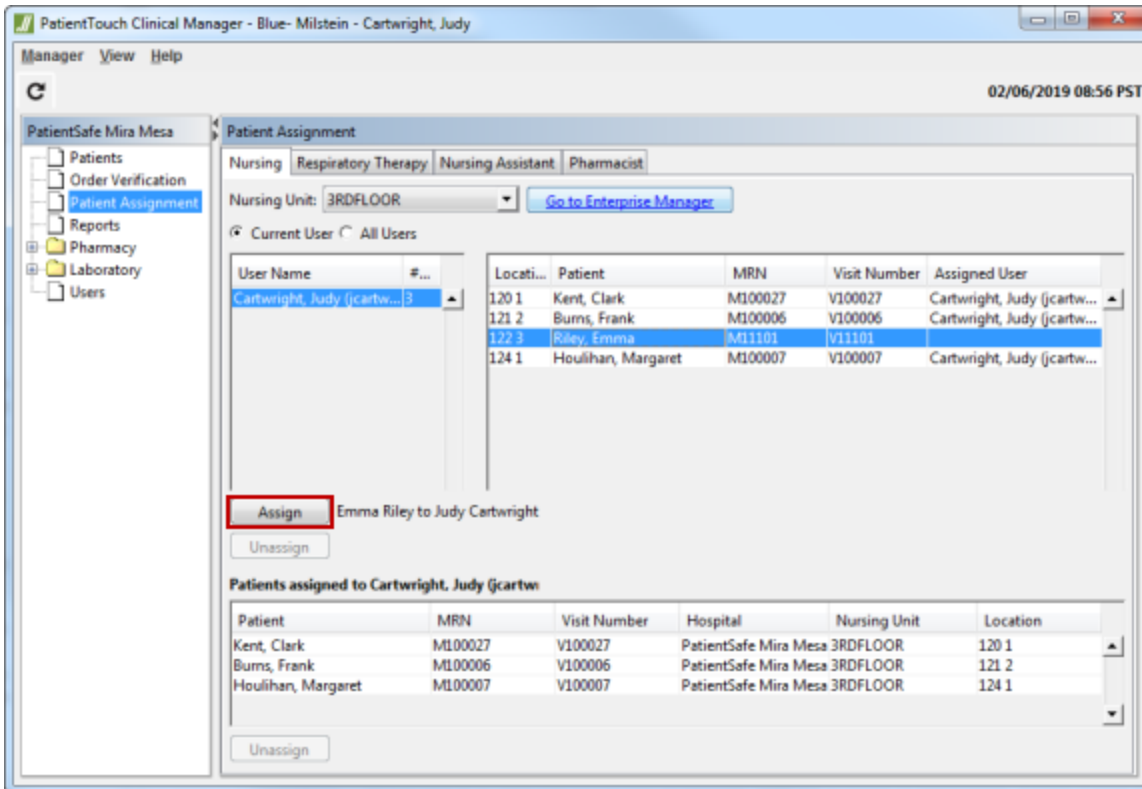 PatientTouch Clinical Manager - Blue- Milstein - Cartwright, Judy
Manager View Help
02/06/2019 08:56 PST
PatientSafe Mira Mesa
Patients
Order Verification
Patient Assignment
Reports
Pharmacy
Laboratory
Users
Patient Assignment
Nursing Respiratory Therapy Nursing Assistant Pharmacist
Nursing Unit: 3RDFLOOR Go to Enterprise Manager
Current User All Users
User Name #...
Cartwright, Judy (jcartw... 3
Locati... Patient MRN Visit Number Assigned User
120 1 Kent, Clark M100027 V100027 Cartwright, Judy (jcartw...
121 2 Burns, Frank M100006 V100006 Cartwright, Judy (jcartw...
122 3 Riley, Emma M11101 V11101
124 1 Houlihan, Margaret M100007 V100007 Cartwright, Judy (jcartw...
Assign Emma Riley to Judy Cartwright
Unassign
Patients assigned to Cartwright, Judy (jcartw
Patient MRN Visit Number Hospital Nursing Unit Location
Kent, Clark M100027 V100027 PatientSafe Mira Mesa 3RDFLOOR 120 1
Burns, Frank M100006 V100006 PatientSafe Mira Mesa 3RDFLOOR 121 2
Houlihan, Margaret M100007 V100007 PatientSafe Mira Mesa 3RDFLOOR 124 1
Unassign